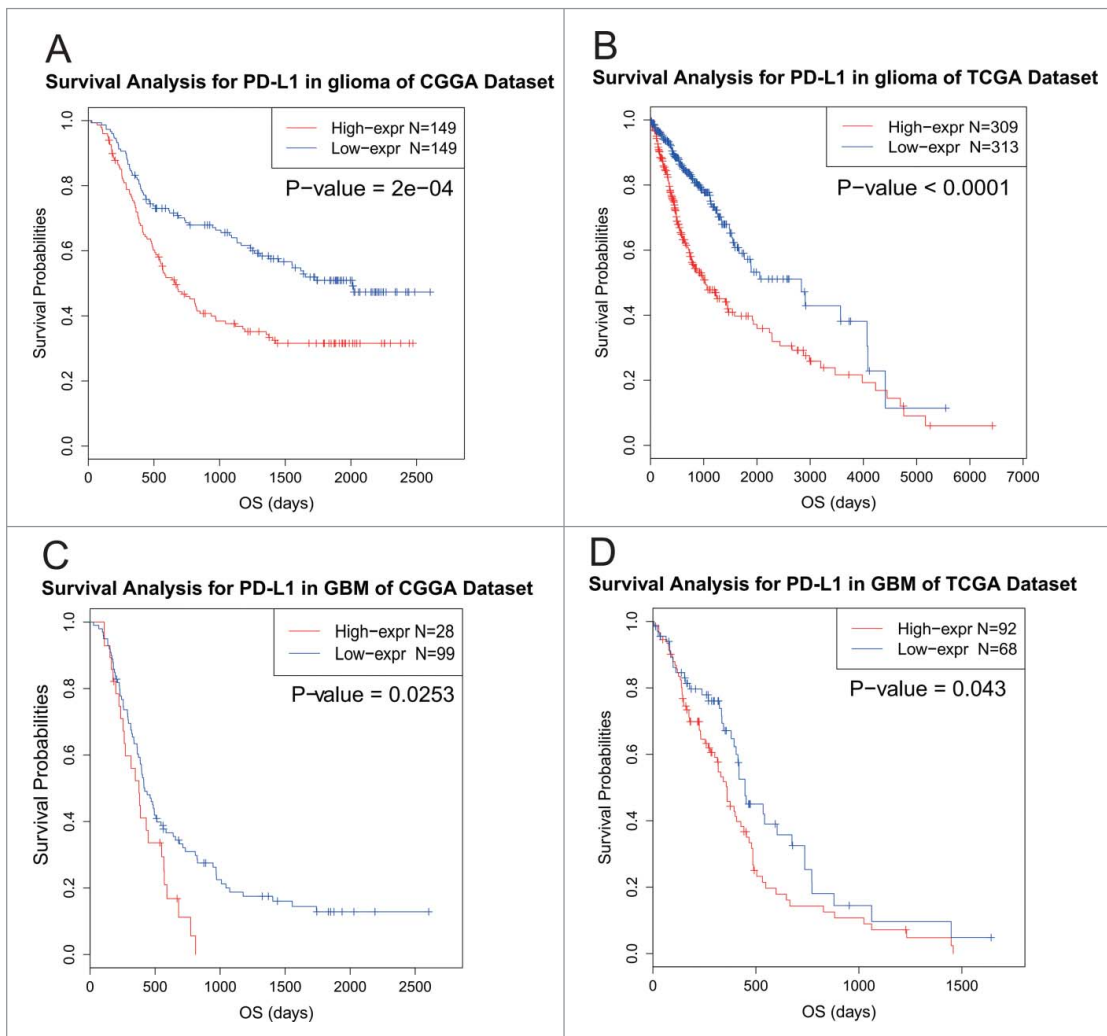 A
Survival Analysis for PD-L1 in glioma of CGGA Dataset
High−expr N=149
Low−expr N=149
P−value = 2e−04
Survival Probabilities
0.0 0.2 0.4 0.6 0.8 1.0
0 500 1000 1500 2000 2500
OS (days)
B
Survival Analysis for PD-L1 in glioma of TCGA Dataset
High−expr N=309
Low−expr N=313
P−value < 0.0001
Survival Probabilities
0.0 0.2 0.4 0.6 0.8 1.0
0 1000 2000 3000 4000 5000 6000 7000
OS (days)
C
Survival Analysis for PD-L1 in GBM of CGGA Dataset
High−expr N=28
Low−expr N=99
P−value = 0.0253
Survival Probabilities
0.0 0.2 0.4 0.6 0.8 1.0
0 500 1000 1500 2000 2500
OS (days)
D
Survival Analysis for PD-L1 in GBM of TCGA Dataset
High−expr N=92
Low−expr N=68
P−value = 0.043
Survival Probabilities
0.0 0.2 0.4 0.6 0.8 1.0
0 500 1000 1500
OS (days)